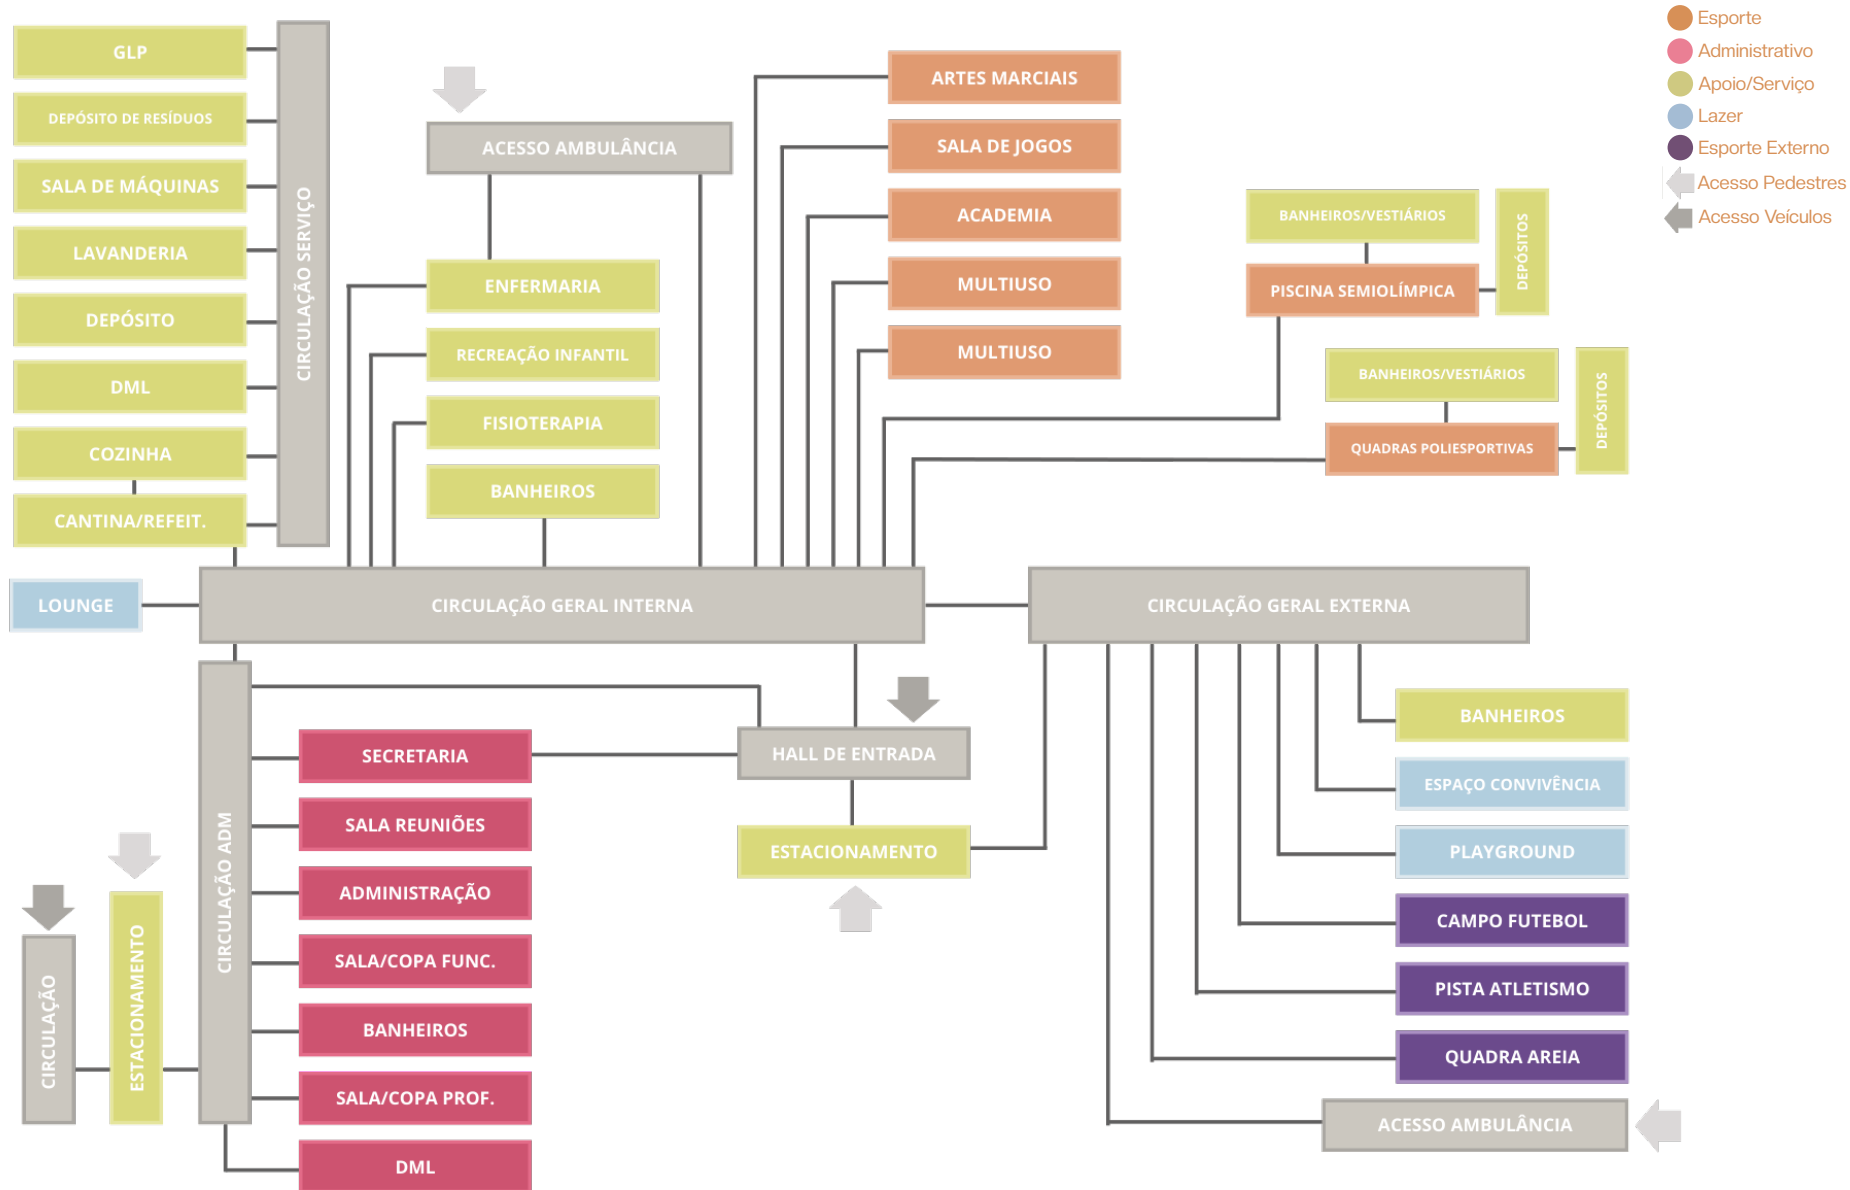 GLP
DEPÓSITO DE RESÍDUOS
SALA DE MÁQUINAS
LAVANDERIA
DEPÓSITO
DML
COZINHA
CANTINA/REFEIT.
CIRCULAÇÃO SERVIÇO
LOUNGE
ACESSO AMBULÂNCIA
ENFERMARIA
RECREAÇÃO INFANTIL
FISIOTERAPIA
BANHEIROS
ARTES MARCIAIS
SALA DE JOGOS
ACADEMIA
MULTIUSO
MULTIUSO
BANHEIROS/VESTIÁRIOS
PISCINA SEMIOLÍMPICA
DEPÓSITOS
BANHEIROS/VESTIÁRIOS
QUADRAS POLIESPORTIVAS
DEPÓSITOS
Esporte
Administrativo
Apoio/Serviço
Lazer
Esporte Externo
Acesso Pedestres
Acesso Veículos
CIRCULAÇÃO GERAL INTERNA
CIRCULAÇÃO GERAL EXTERNA
CIRCULAÇÃO
ESTACIONAMENTO
CIRCULAÇÃO ADM
SECRETARIA
SALA REUNIÕES
ADMINISTRAÇÃO
SALA/COPA FUNC.
BANHEIROS
SALA/COPA PROF.
DML
HALL DE ENTRADA
ESTACIONAMENTO
BANHEIROS
ESPAÇO CONVIVÊNCIA
PLAYGROUND
CAMPO FUTEBOL
PISTA ATLETISMO
QUADRA AREIA
ACESSO AMBULÂNCIA